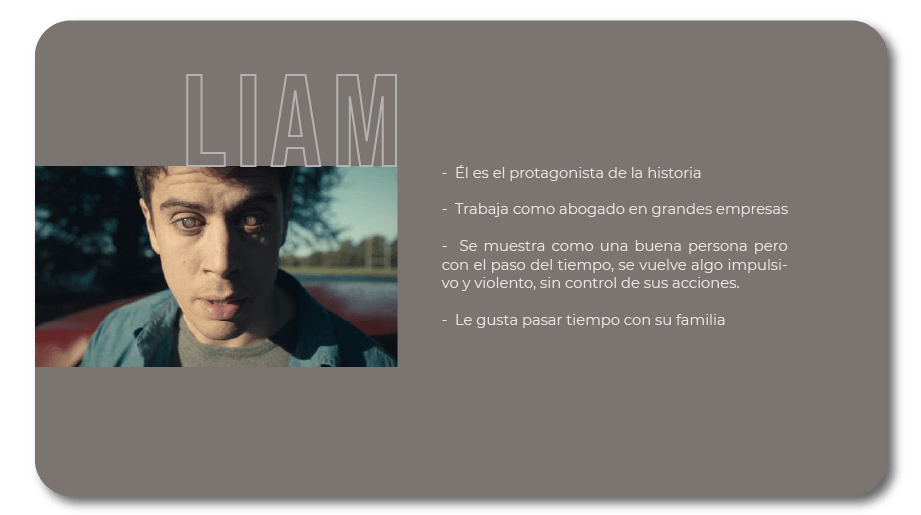 LIAM
- Él es el protagonista de la historia
- Trabaja como abogado en grandes empresas
- Se muestra como una buena persona pero
con el paso del tiempo, se vuelve algo impulsi-
vo y violento, sin control de sus acciones.
- Le gusta pasar tiempo con su familia